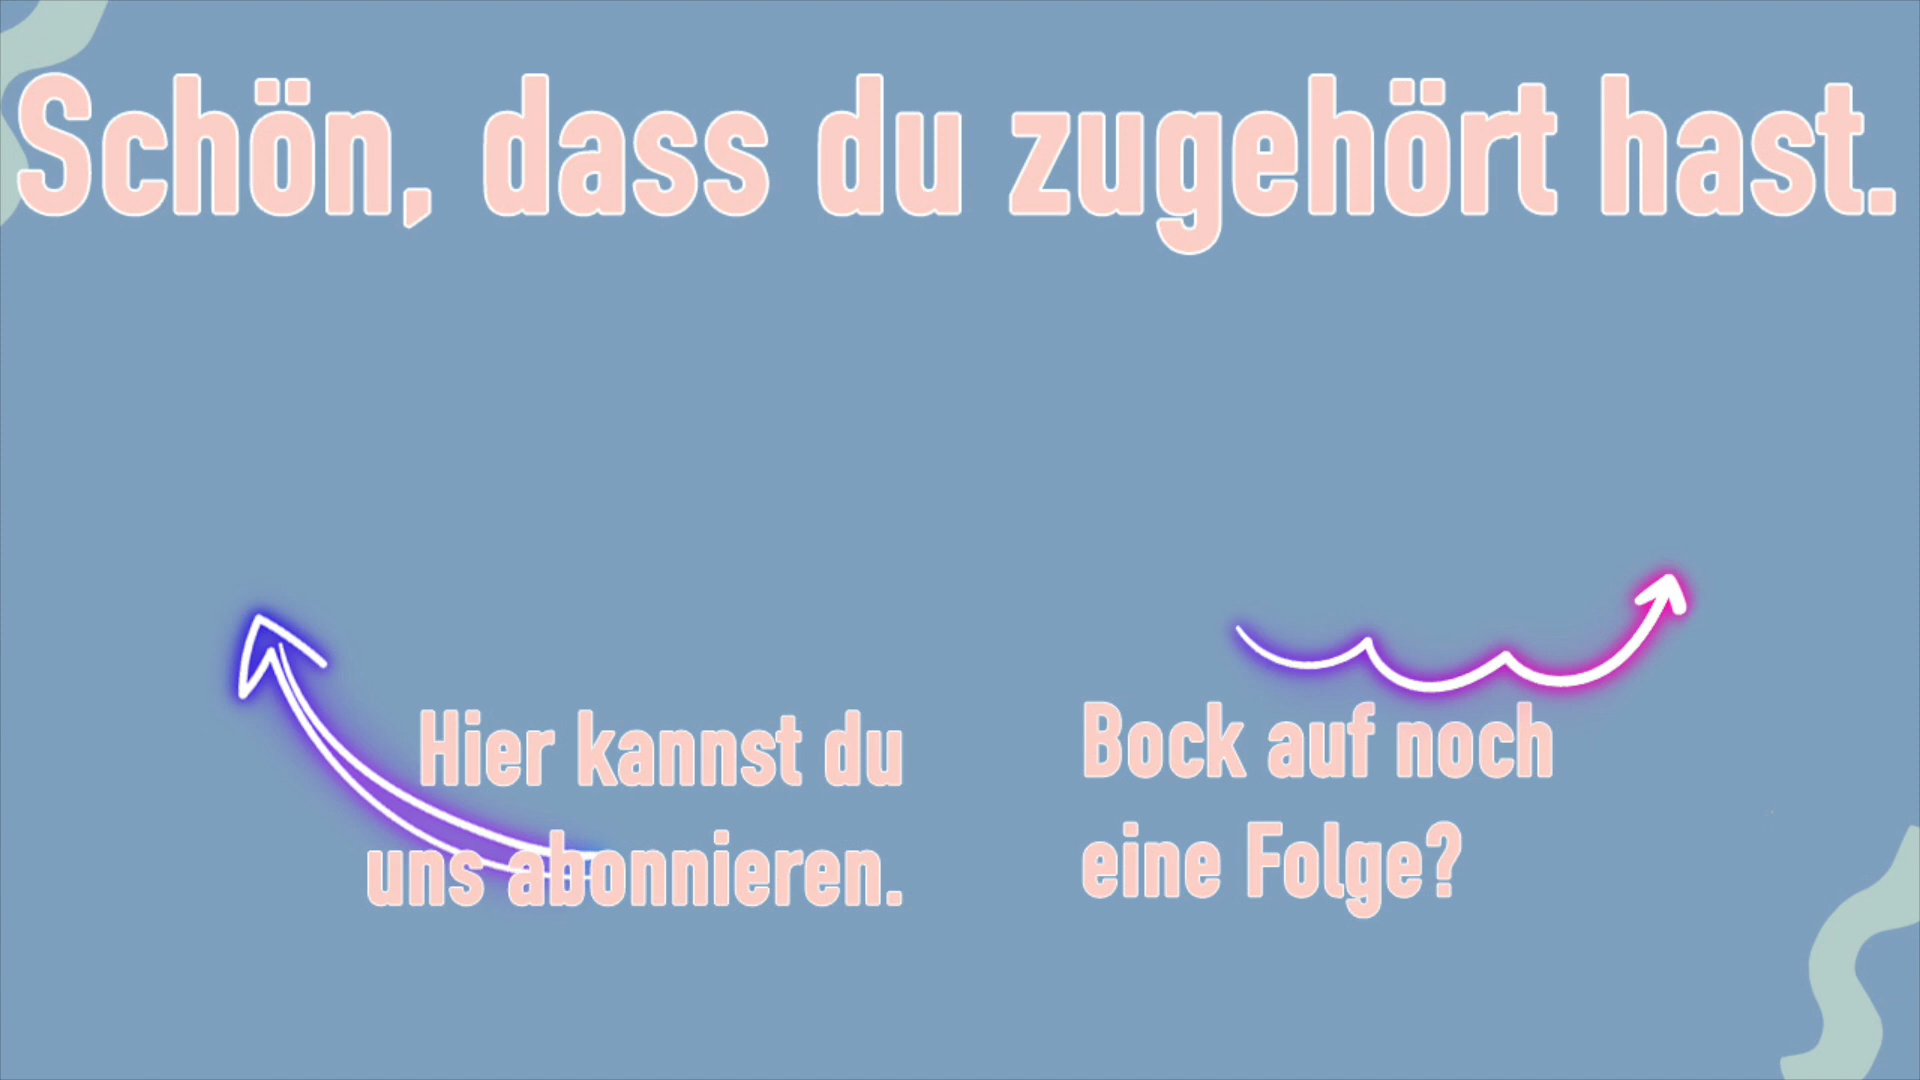 Schön, dass du zugehört hast.
Hier kannst du
uns abonnieren.
Bock auf noch
eine Folge?